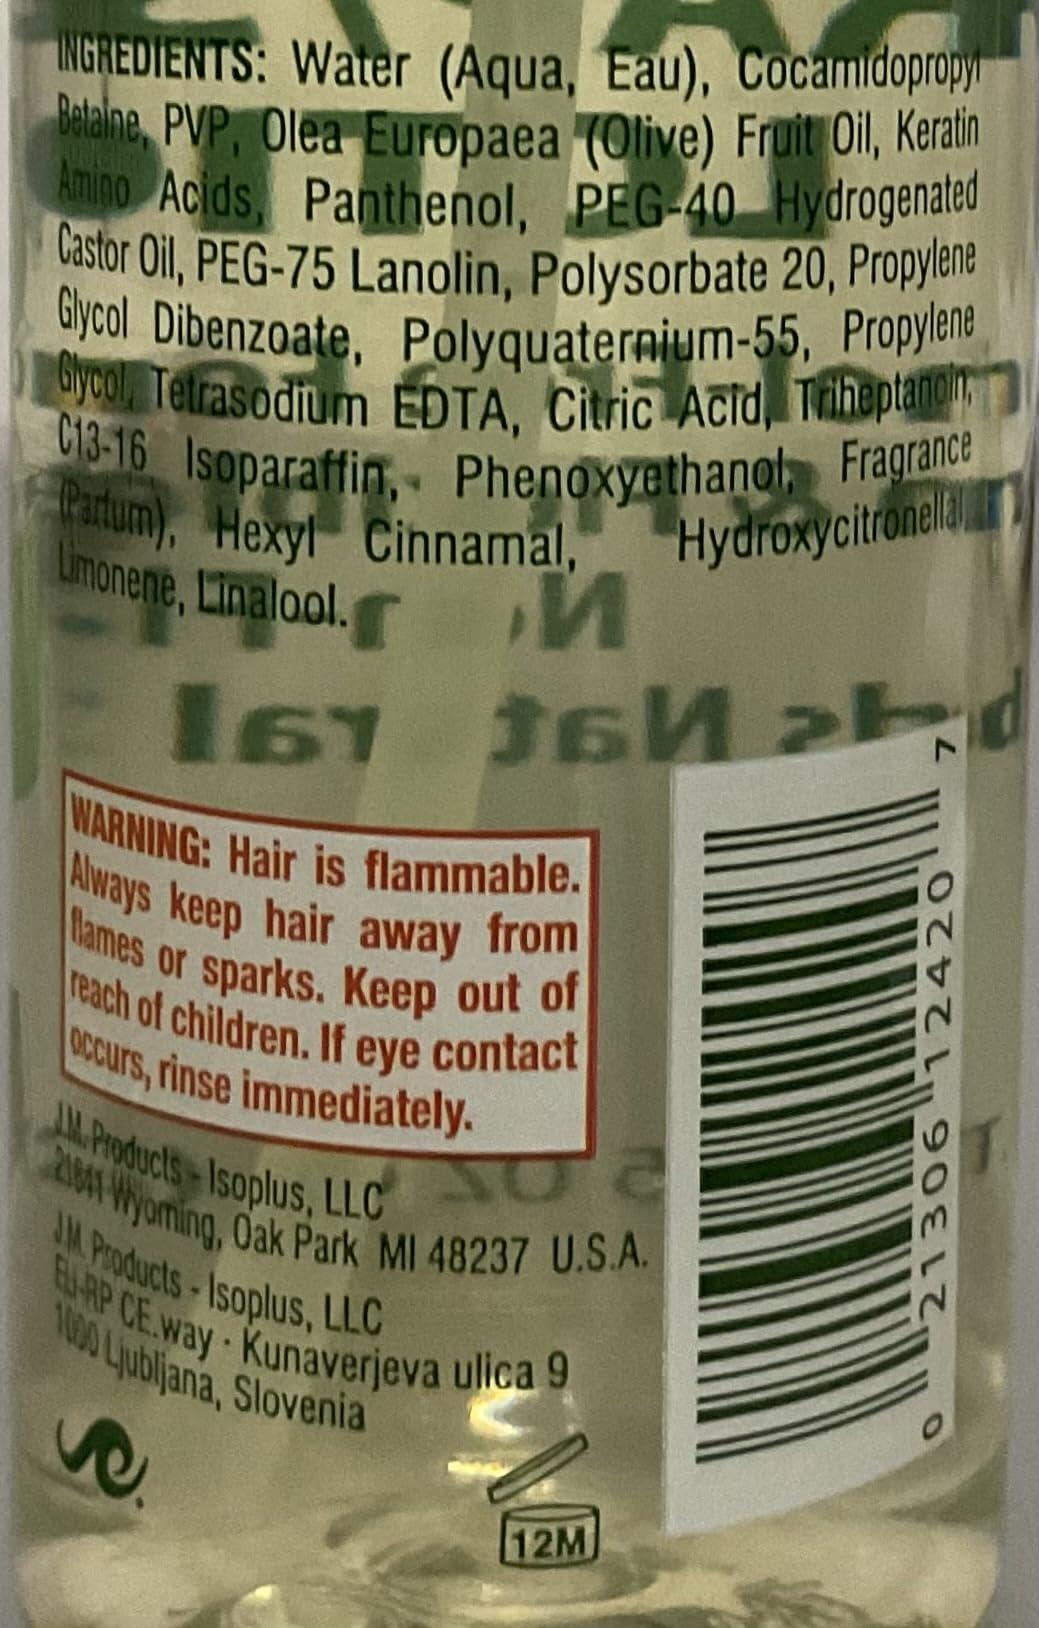 INGREDIENTS: Water (Aqua, Eau), Cocamidopropyl
Betaine, PVP, Olea Europaea (Olive) Fruit Oil, Keratin
Amino Acids, Panthenol, PEG-40 Hydrogenated
Castor Oil, PEG-75 Lanolin, Polysorbate 20, Propylene
Glycol Dibenzoate, Polyquaternium-55, Propylene
Glycol, Tetrasodium EDTA, Citric Acid, Triheptanoin,
C13-16 Isoparaffin, Phenoxyethanol, Fragrance
(Parfum), Hexyl Cinnamal, Hydroxycitronellal,
Limonene, Linalool.
WARNING: Hair is flammable.
Always keep hair away from
flames or sparks. Keep out of
reach of children. If eye contact
occurs, rinse immediately.
J.M. Products - Isoplus, LLC
21841 Wyoming, Oak Park MI 48237 U.S.A.
J.M. Products - Isoplus, LLC
EU-RP CE.way · Kunaverjeva ulica 9
1000 Ljubljana, Slovenia
12M
0 21306 12420 7